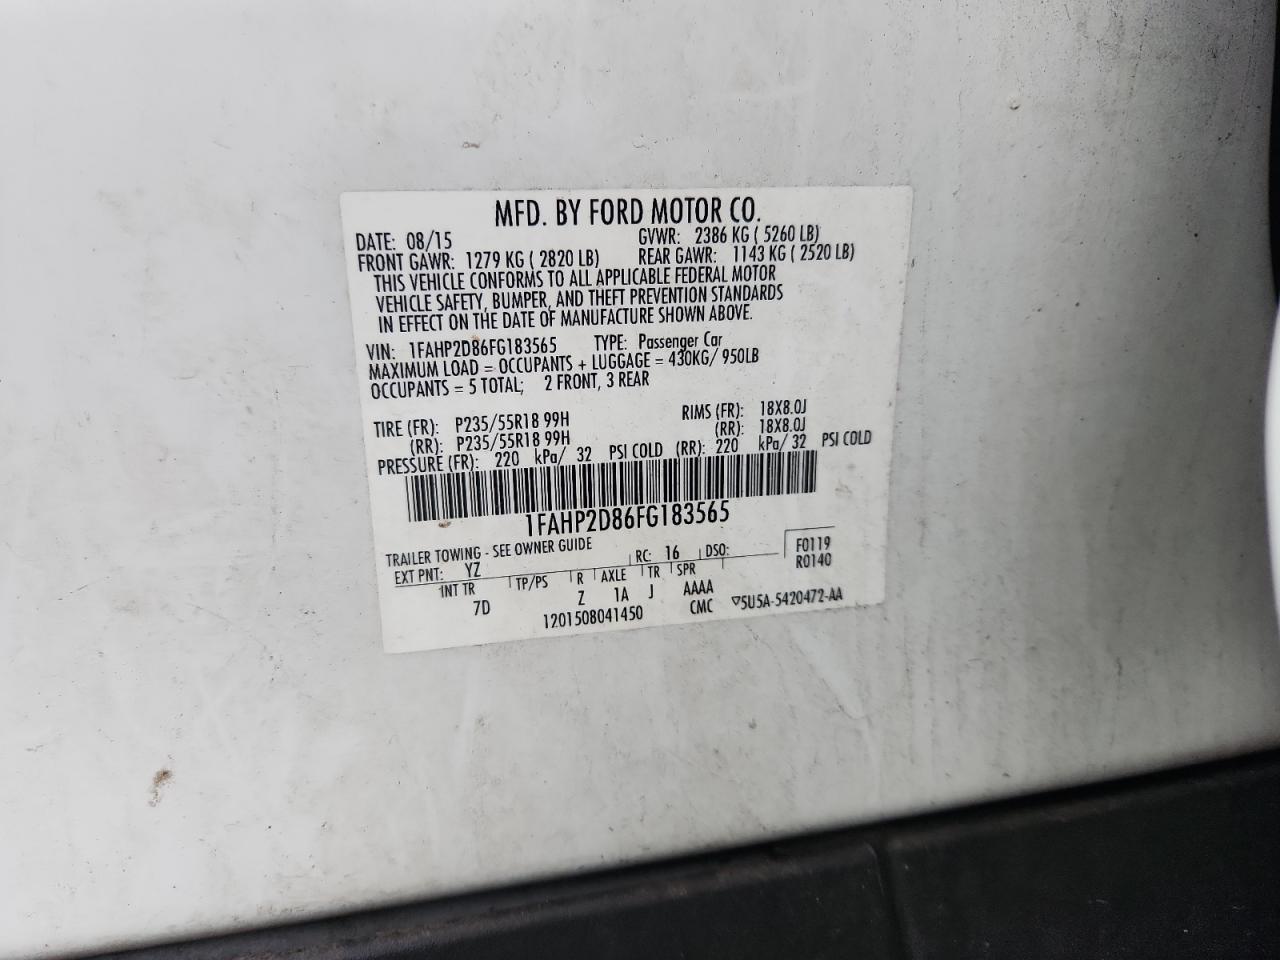 MFD. BY FORD MOTOR CO.
DATE: 08/15 GVWR: 2386 KG ( 5260 LB)
FRONT GAWR: 1279 KG ( 2820 LB) REAR GAWR: 1143 KG ( 2520 LB)
THIS VEHICLE CONFORMS TO ALL APPLICABLE FEDERAL MOTOR
VEHICLE SAFETY, BUMPER, AND THEFT PREVENTION STANDARDS
IN EFFECT ON THE DATE OF MANUFACTURE SHOWN ABOVE.
VIN: 1FAHP2D86FG183565 TYPE: Passenger Car
MAXIMUM LOAD = OCCUPANTS + LUGGAGE = 430KG/ 950LB
OCCUPANTS = 5 TOTAL; 2 FRONT, 3 REAR
TIRE (FR): P235/55R18 99H RIMS (FR): 18X8.0J
(RR): P235/55R18 99H (RR): 18X8.0J
PRESSURE (FR): 220 kPa/ 32 PSI COLD (RR): 220 kPa/ 32 PSI COLD
1FAHP2D86FG183565
TRAILER TOWING - SEE OWNER GUIDE
EXT PNT: YZ RC: 16 DSO: F0119
INT TR TP/PS R AXLE TR SPR R0140
7D Z 1A J AAAA
1201508041450 CMC ▽5U5A-5420472-AA